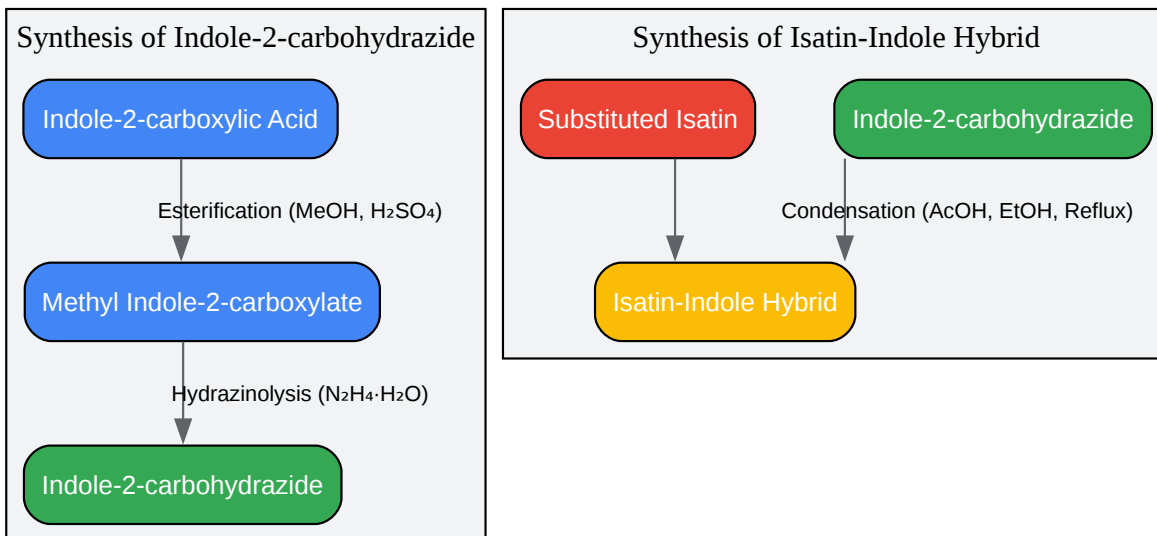 Synthesis of Indole-2-carbohydrazide
Indole-2-carboxylic Acid
Esterification (MeOH, H₂SO₄)
Methyl Indole-2-carboxylate
Hydrazinolysis (N₂H₄·H₂O)
Indole-2-carbohydrazide
Synthesis of Isatin-Indole Hybrid
Substituted Isatin
Indole-2-carbohydrazide
Condensation (AcOH, EtOH, Reflux)
Isatin-Indole Hybrid